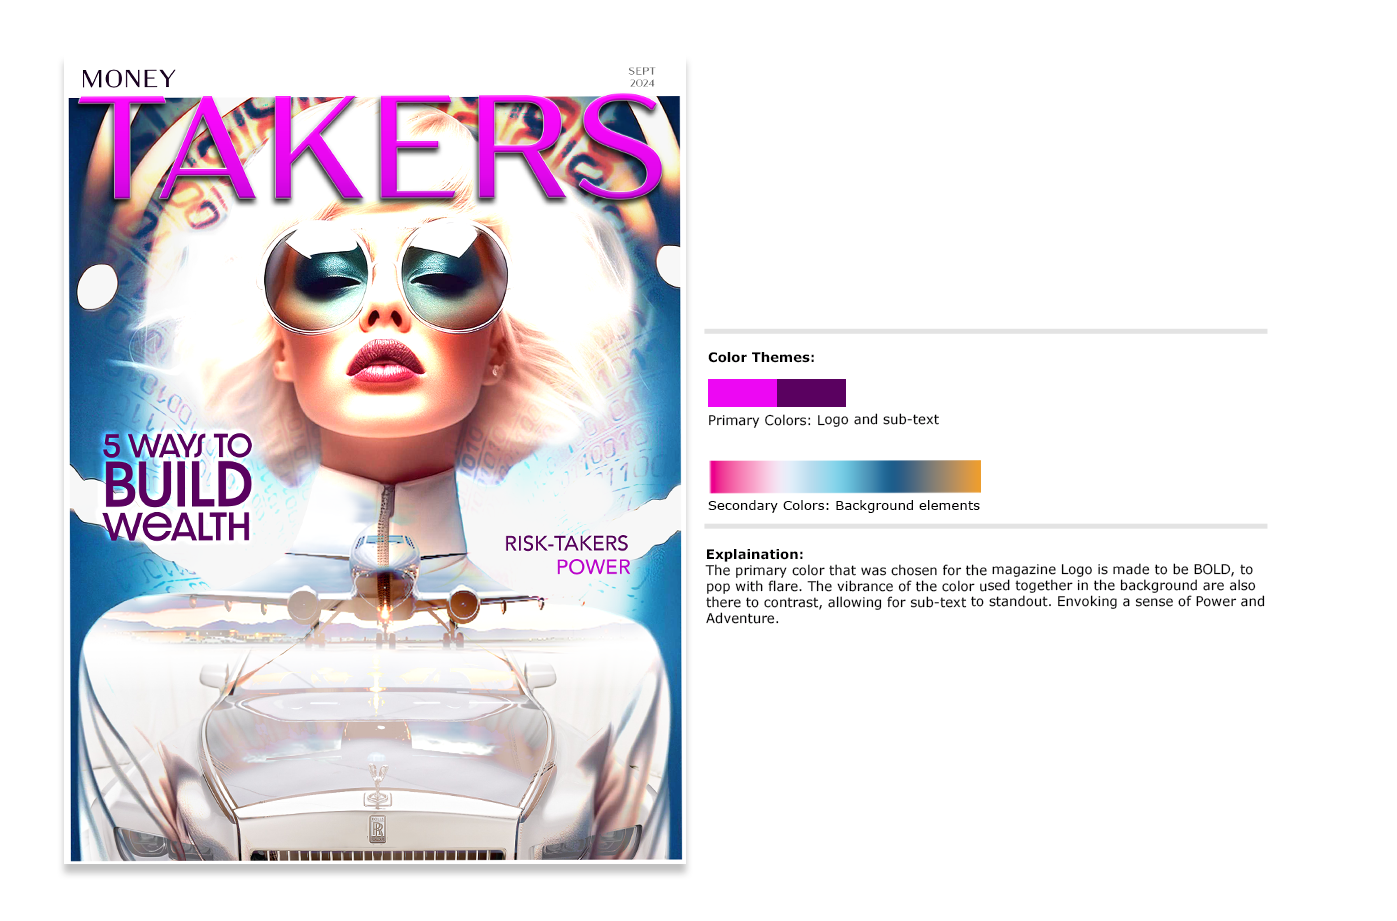 MONEY
SEPT
2024
TAKERS
5 WAYS TO
BUILD
WeALTH
RISK-TAKERS
POWER
R
Color Themes:
Primary Colors: Logo and sub-text
Secondary Colors: Background elements
Explaination:
The primary color that was chosen for the magazine Logo is made to be BOLD, to
pop with flare. The vibrance of the color used together in the background are also
there to contrast, allowing for sub-text to standout. Envoking a sense of Power and
Adventure.